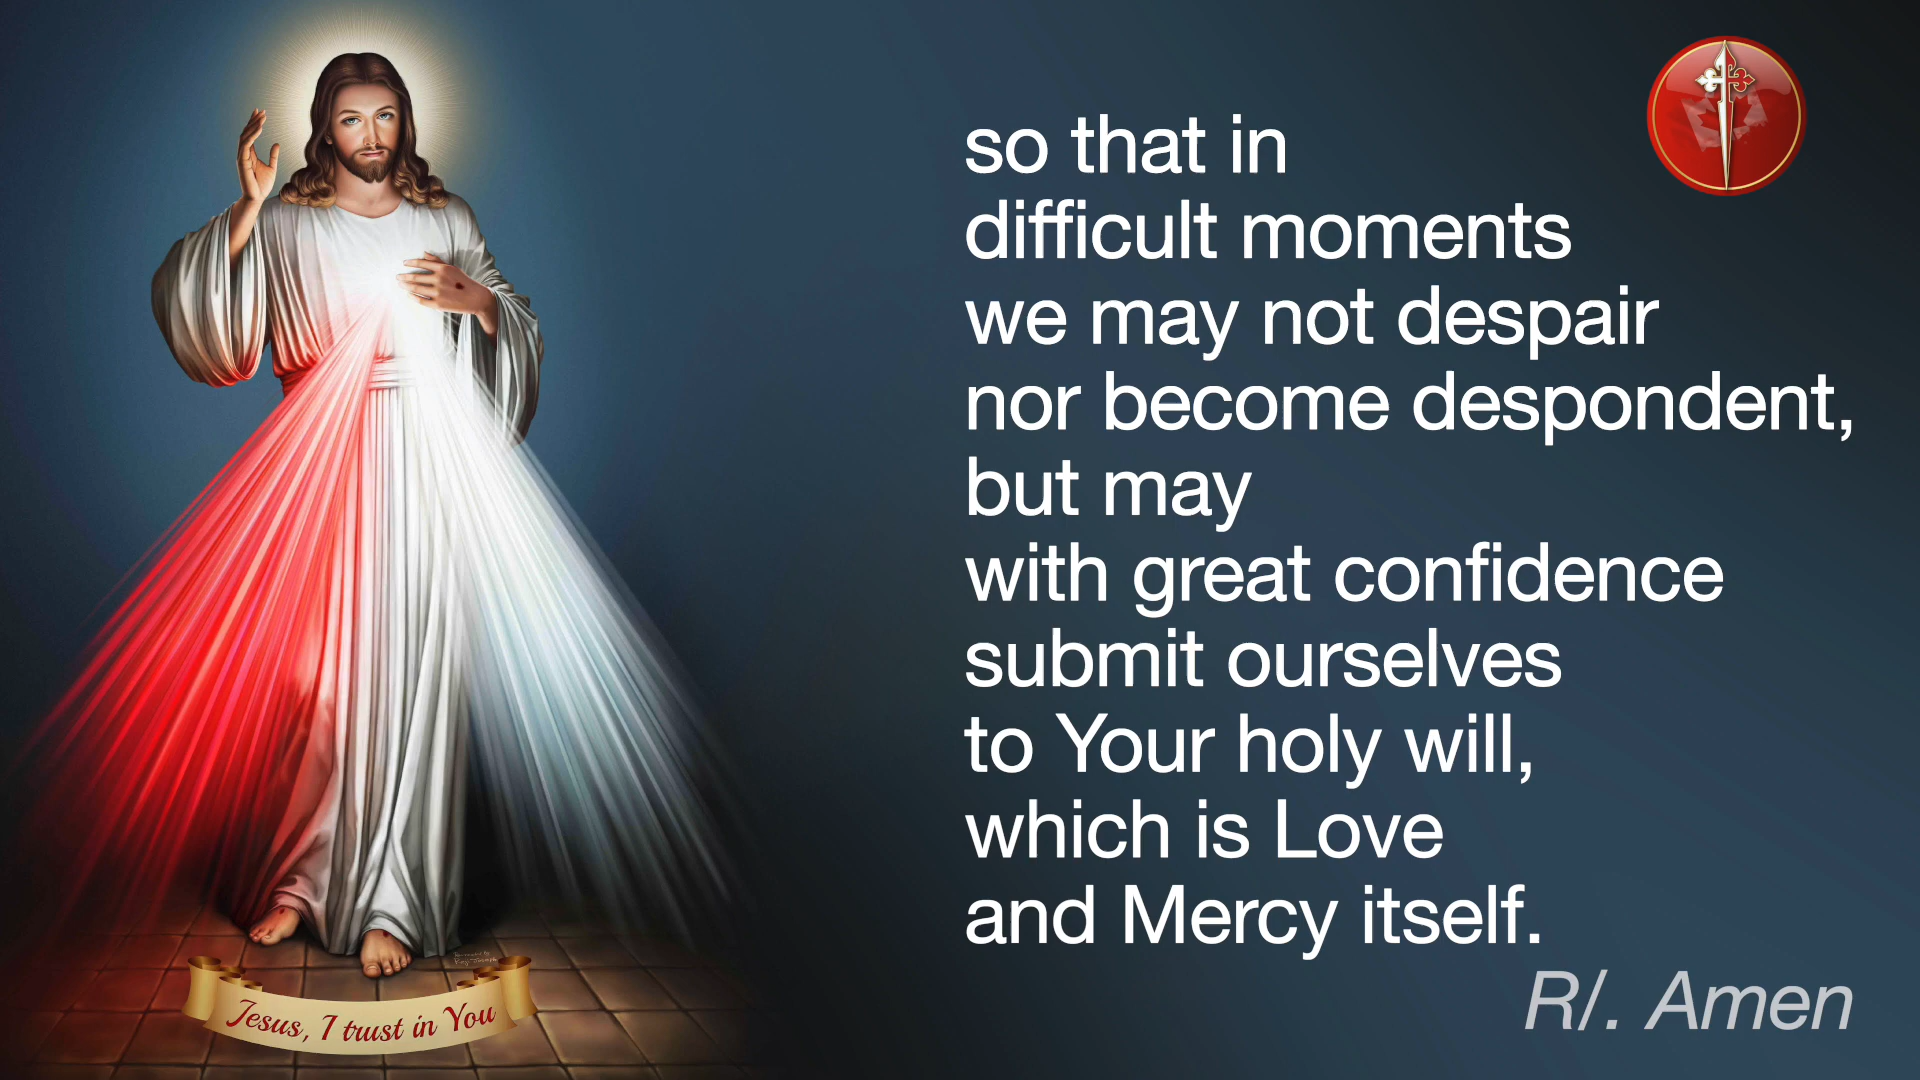 so that in
difficult moments
we may not despair
nor become despondent,
but may
with great confidence
submit ourselves
to Your holy will,
which is Love
and Mercy itself.
R/. Amen
Jesus, I trust in You